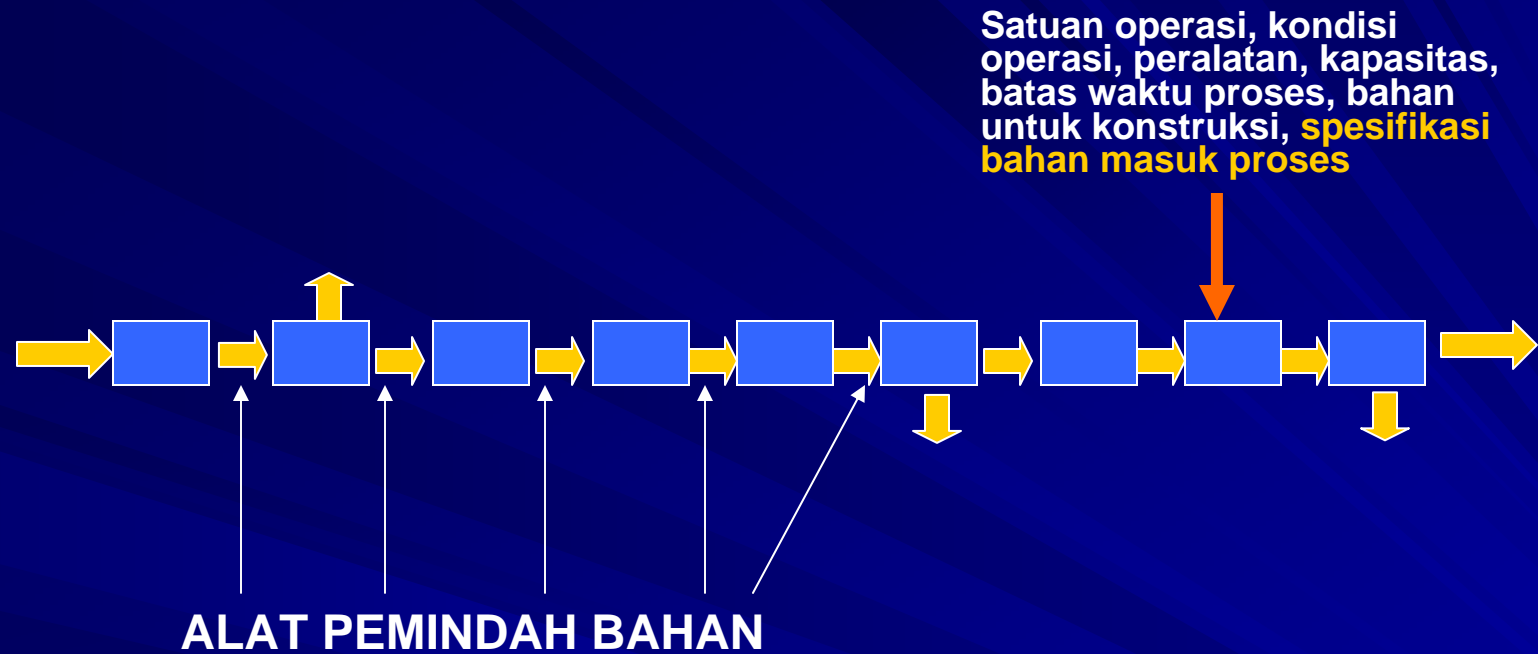 Satuan operasi, kondisi
operasi, peralatan, kapasitas,
batas waktu proses, bahan
untuk konstruksi, spesifikasi
bahan masuk proses
ALAT PEMINDAH BAHAN